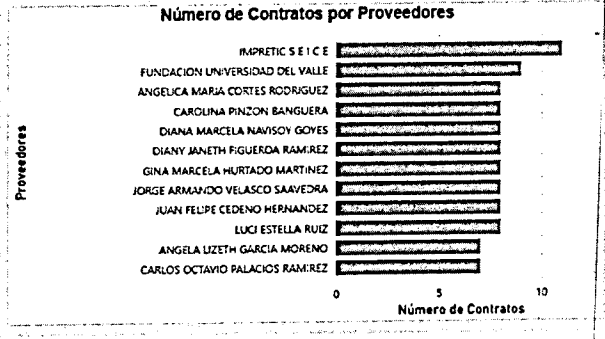 Número de Contratos por Proveedores
IMPRETIC S E I C E
FUNDACION UNIVERSIDAD DEL VALLE
ANGELICA MARIA CORTES RODRIGUEZ
CAROLINA PINZON BANGUERA
DIANA MARCELA NAVISOY GOYES
DIANY JANETH FIGUEROA RAMIREZ
GINA MARCELA HURTADO MARTINEZ
JORGE ARMANDO VELASCO SAAVEDRA
JUAN FELIPE CEDENO HERNANDEZ
LUCI ESTELLA RUIZ
ANGELA LIZETH GARCIA MORENO
CARLOS OCTAVIO PALACIOS RAMIREZ
Proveedores
0 5 10
Número de Contratos